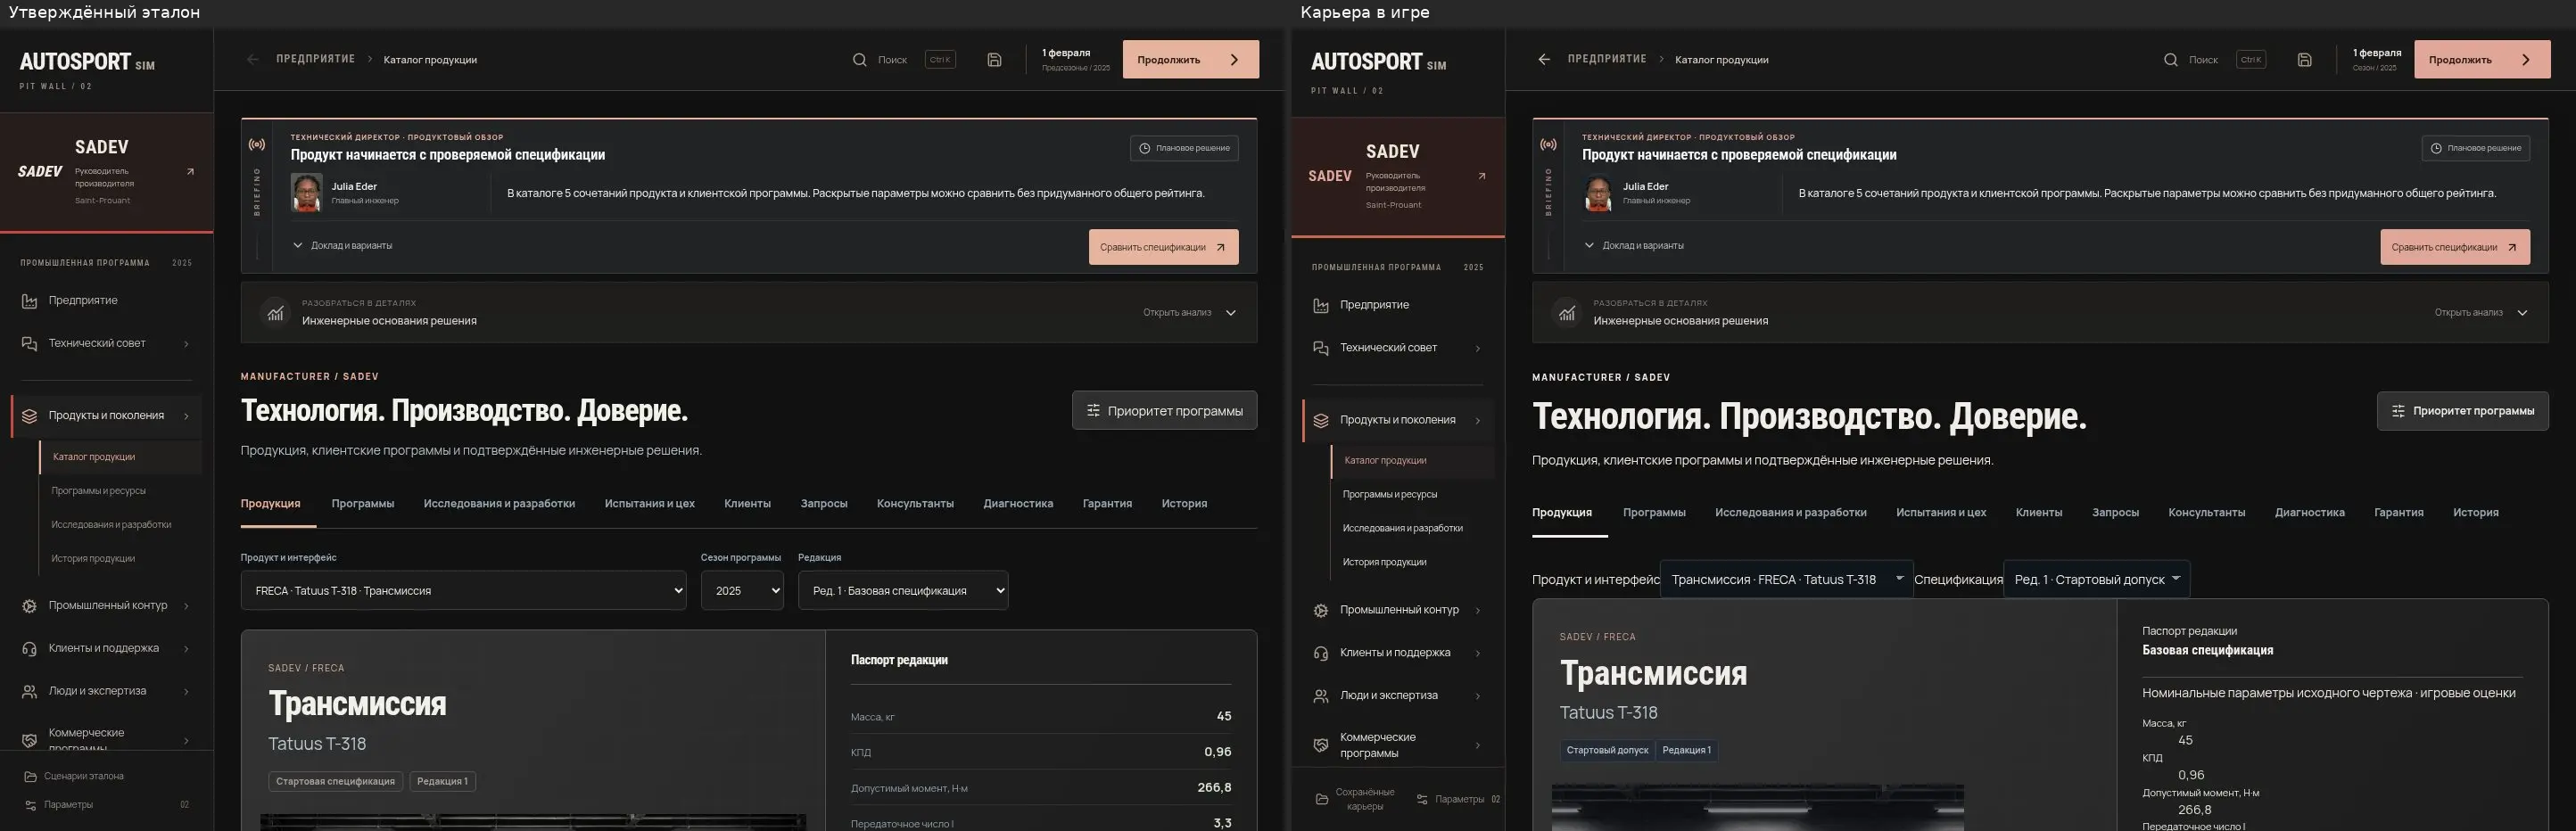 Утверждённый эталон
AUTOSPORT SIM
PIT WALL / 02
ПРЕДПРИЯТИЕ > Каталог продукции
Поиск Ctrl K
1 февраля
Предсезонье / 2025
Продолжить
SADEV
SADEV
Руководитель
производителя
Saint-Prouant
ПРОМЫШЛЕННАЯ ПРОГРАММА 2025
Предприятие
Технический совет
Продукты и поколения
Каталог продукции
Программы и ресурсы
Исследования и разработки
История продукции
Промышленный контур
Клиенты и поддержка
Люди и экспертиза
Коммерческие
программы
Сценарии эталона
Параметры 02
BRIEFING
ТЕХНИЧЕСКИЙ ДИРЕКТОР · ПРОДУКТОВЫЙ ОБЗОР
Продукт начинается с проверяемой спецификации
Плановое решение
Julia Eder
Главный инженер
В каталоге 5 сочетаний продукта и клиентской программы. Раскрытые параметры можно сравнить без придуманного общего рейтинга.
Доклад и варианты
Сравнить спецификации
РАЗОБРАТЬСЯ В ДЕТАЛЯХ
Инженерные основания решения
Открыть анализ
MANUFACTURER / SADEV
Технология. Производство. Доверие.
Приоритет программы
Продукция, клиентские программы и подтверждённые инженерные решения.
Продукция Программы Исследования и разработки Испытания и цех Клиенты Запросы Консультанты Диагностика Гарантия История
Продукт и интерфейс Сезон программы Редакция
FRECA · Tatuus T-318 · Трансмиссия 2025 Ред. 1 · Базовая спецификация
SADEV / FRECA
Трансмиссия
Tatuus T-318
Стартовая спецификация Редакция 1
Паспорт редакции
Масса, кг 45
КПД 0,96
Допустимый момент, Н·м 266,8
Передаточное число I 3,3
Карьера в игре
AUTOSPORT SIM
PIT WALL / 02
ПРЕДПРИЯТИЕ > Каталог продукции
Поиск Ctrl K
1 февраля
Сезон / 2025
Продолжить
SADEV
SADEV
Руководитель
производителя
Saint-Prouant
ПРОМЫШЛЕННАЯ ПРОГРАММА 2025
Предприятие
Технический совет
Продукты и поколения
Каталог продукции
Программы и ресурсы
Исследования и разработки
История продукции
Промышленный контур
Клиенты и поддержка
Люди и экспертиза
Коммерческие
программы
Сохранённые
карьеры
Параметры 02
BRIEFING
ТЕХНИЧЕСКИЙ ДИРЕКТОР · ПРОДУКТОВЫЙ ОБЗОР
Продукт начинается с проверяемой спецификации
Плановое решение
Julia Eder
Главный инженер
В каталоге 5 сочетаний продукта и клиентской программы. Раскрытые параметры можно сравнить без придуманного общего рейтинга.
Доклад и варианты
Сравнить спецификации
РАЗОБРАТЬСЯ В ДЕТАЛЯХ
Инженерные основания решения
Открыть анализ
MANUFACTURER / SADEV
Технология. Производство. Доверие.
Приоритет программы
Продукция, клиентские программы и подтверждённые инженерные решения.
Продукция Программы Исследования и разработки Испытания и цех Клиенты Запросы Консультанты Диагностика Гарантия История
Продукт и интерфейс Трансмиссия · FRECA · Tatuus T-318 Спецификация Ред. 1 · Стартовый допуск
SADEV / FRECA
Трансмиссия
Tatuus T-318
Стартовый допуск Редакция 1
Паспорт редакции
Базовая спецификация
Номинальные параметры исходного чертежа · игровые оценки
Масса, кг
45
КПД
0,96
Допустимый момент, Н·м
266,8
Передаточное число I